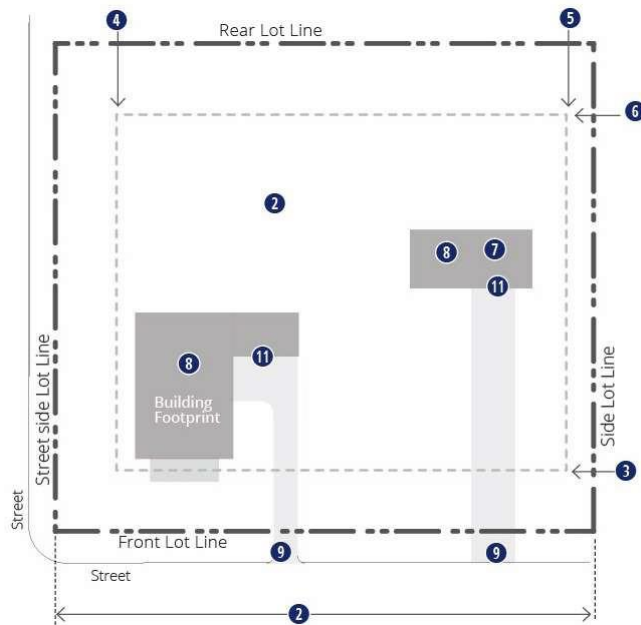 4
5
Rear Lot Line
6
2
8
7
11
8
11
Building
Footprint
Street side Lot Line
Side Lot Line
3
Street
Front Lot Line
9
9
Street
2